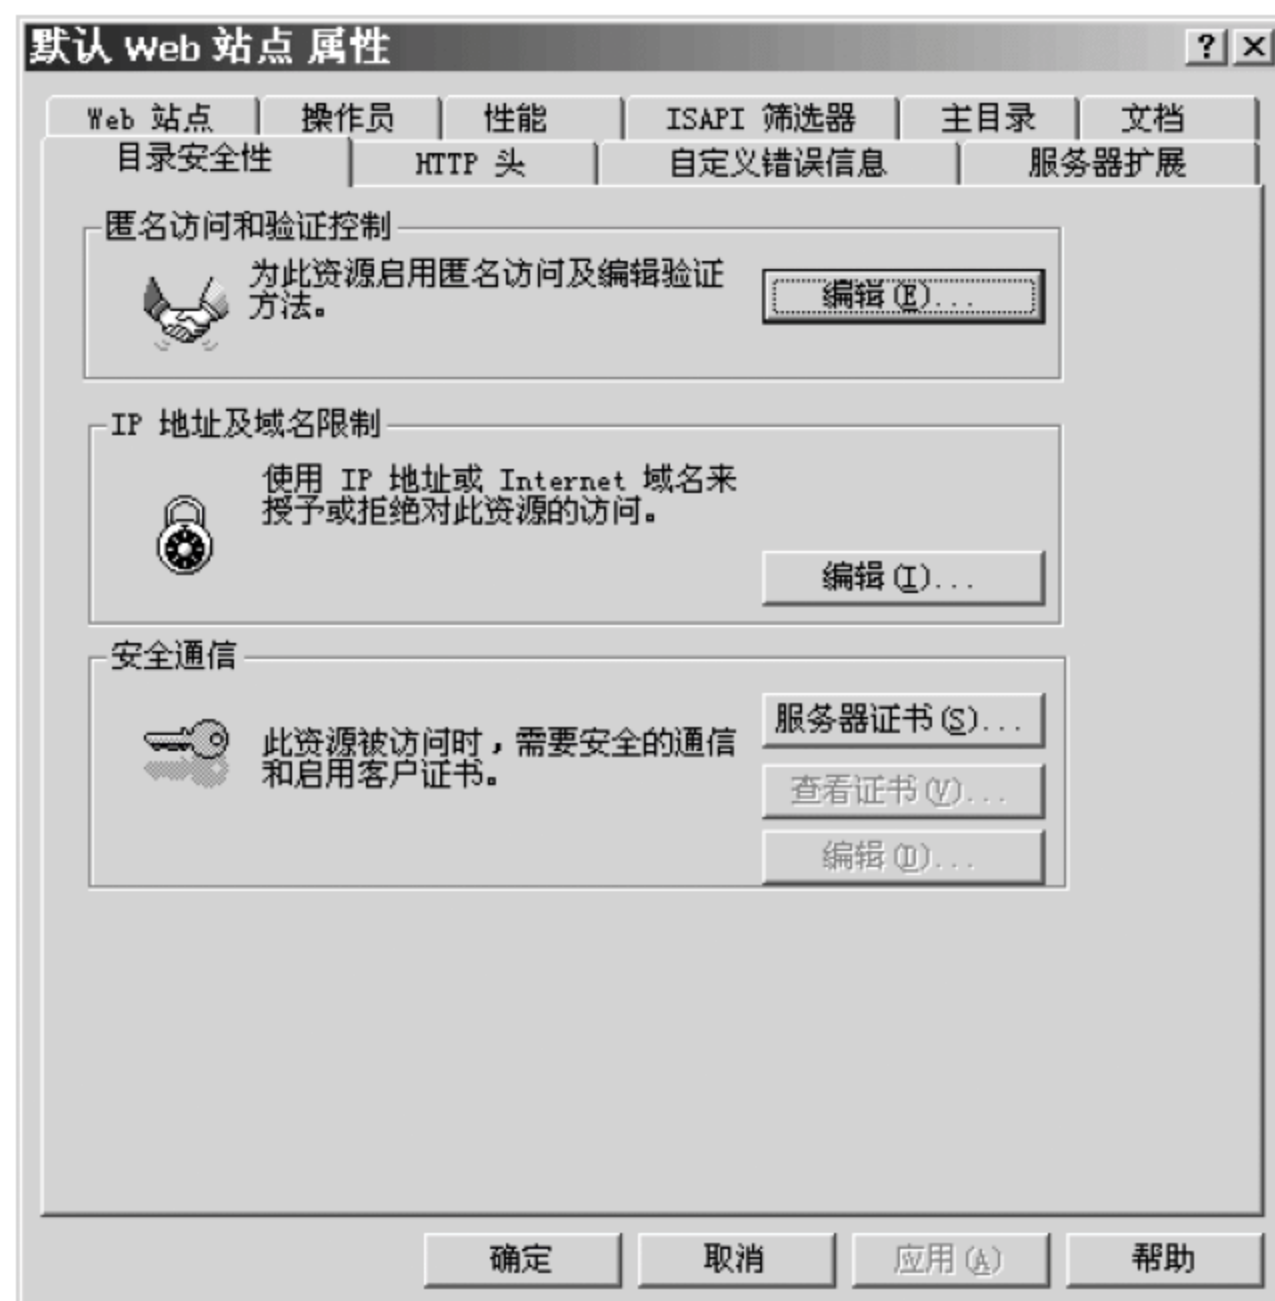 默认 Web 站点 属性
Web 站点 操作员 性能 ISAPI 筛选器 主目录 文档
目录安全性 HTTP 头 自定义错误信息 服务器扩展
匿名访问和验证控制
为此资源启用匿名访问及编辑验证
方法。
编辑(E)...
IP 地址及域名限制
使用 IP 地址或 Internet 域名来
授予或拒绝对此资源的访问。
编辑(I)...
安全通信
服务器证书(S)...
此资源被访问时，需要安全的通信
和启用客户证书。
查看证书(V)...
编辑(D)...
确定 取消 应用(A) 帮助